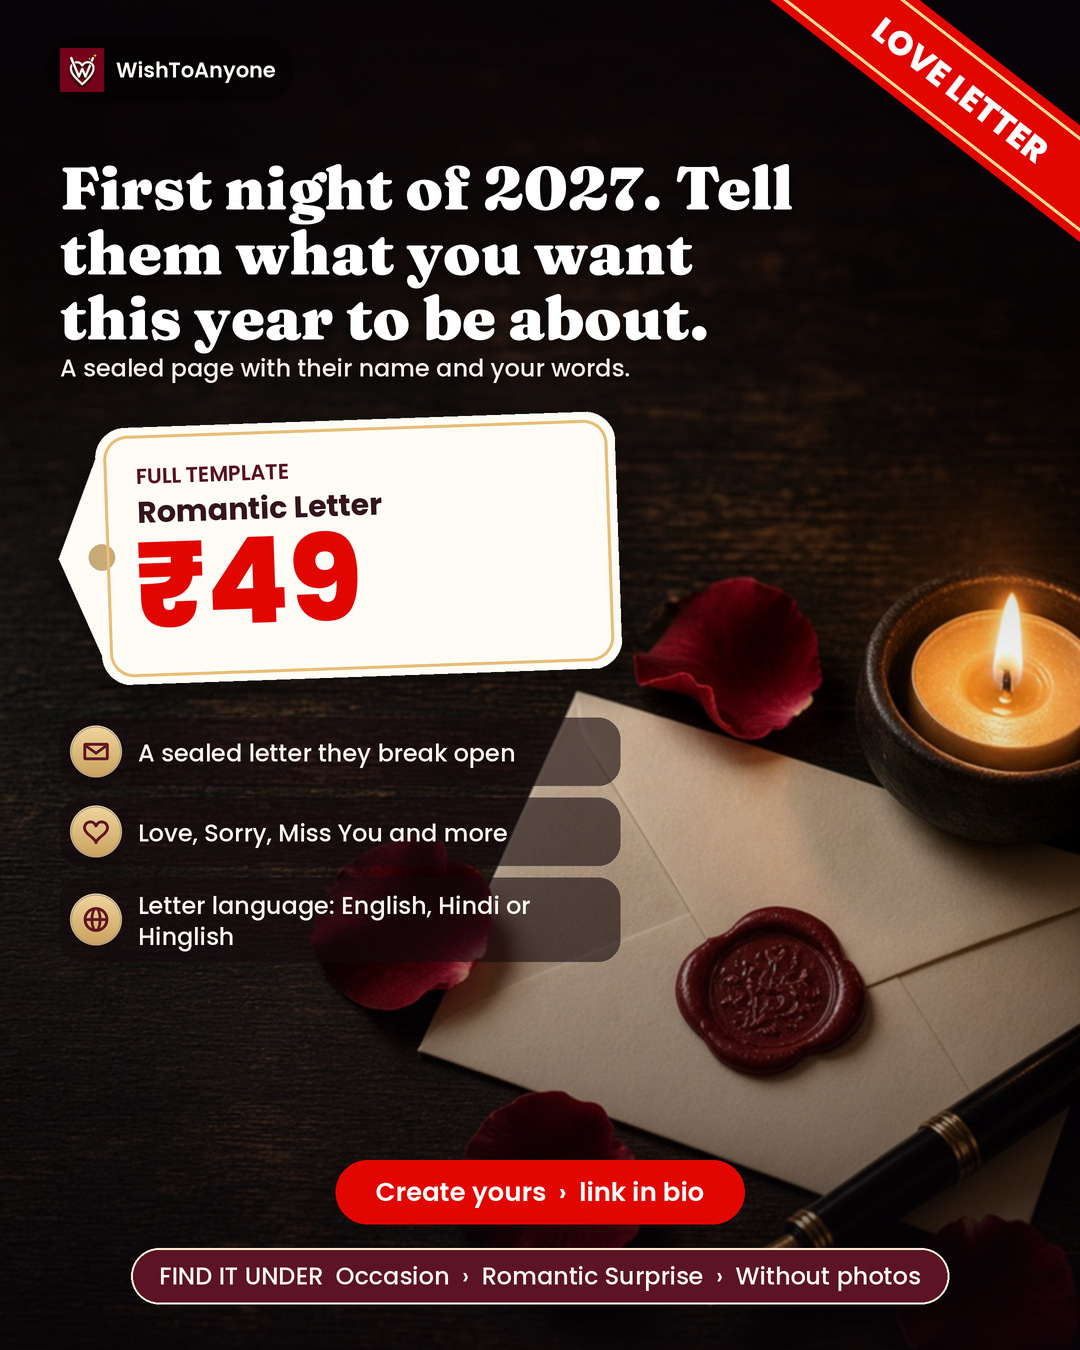 WishToAnyone
LOVE LETTER
First night of 2027. Tell
them what you want
this year to be about.
A sealed page with their name and your words.
FULL TEMPLATE
Romantic Letter
₹49
A sealed letter they break open
Love, Sorry, Miss You and more
Letter language: English, Hindi or
Hinglish
Create yours › link in bio
FIND IT UNDER Occasion › Romantic Surprise › Without photos